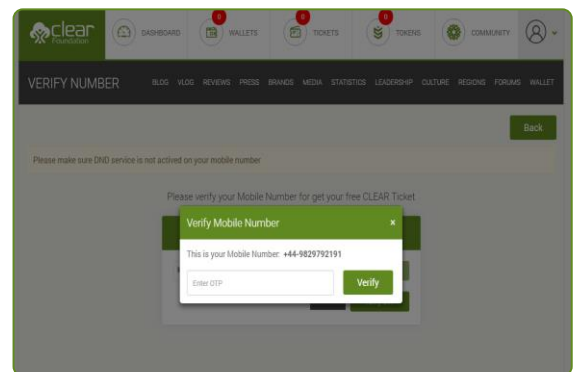 clear
Foundation
DASHBOARD
0
WALLETS
0
TICKETS
0
TOKENS
COMMUNITY
VERIFY NUMBER
BLOG VLOG REVIEWS PRESS BRANDS MEDIA STATISTICS LEADERSHIP CULTURE REGIONS FORUMS WALLET
Back
Please make sure DND service is not actived on your mobile number
Please verify your Mobile Number for get your free CLEAR Ticket
Verify Mobile Number ×
This is your Mobile Number: +44-9829792191
Enter OTP
Verify